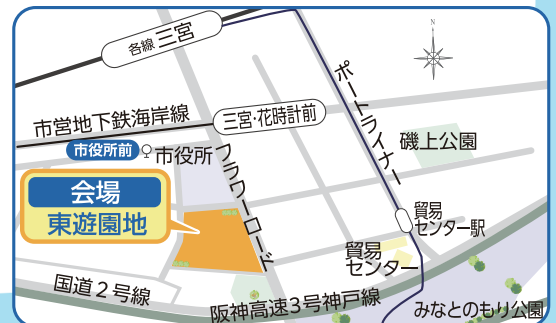 各線 三宮
N
市営地下鉄海岸線
三宮・花時計前
ポートライナー
磯上公園
市役所前
市役所
フラワーロード
会場
東遊園地
貿易
センター駅
貿易
センター
国道2号線
阪神高速3号神戸線
みなとのもり公園